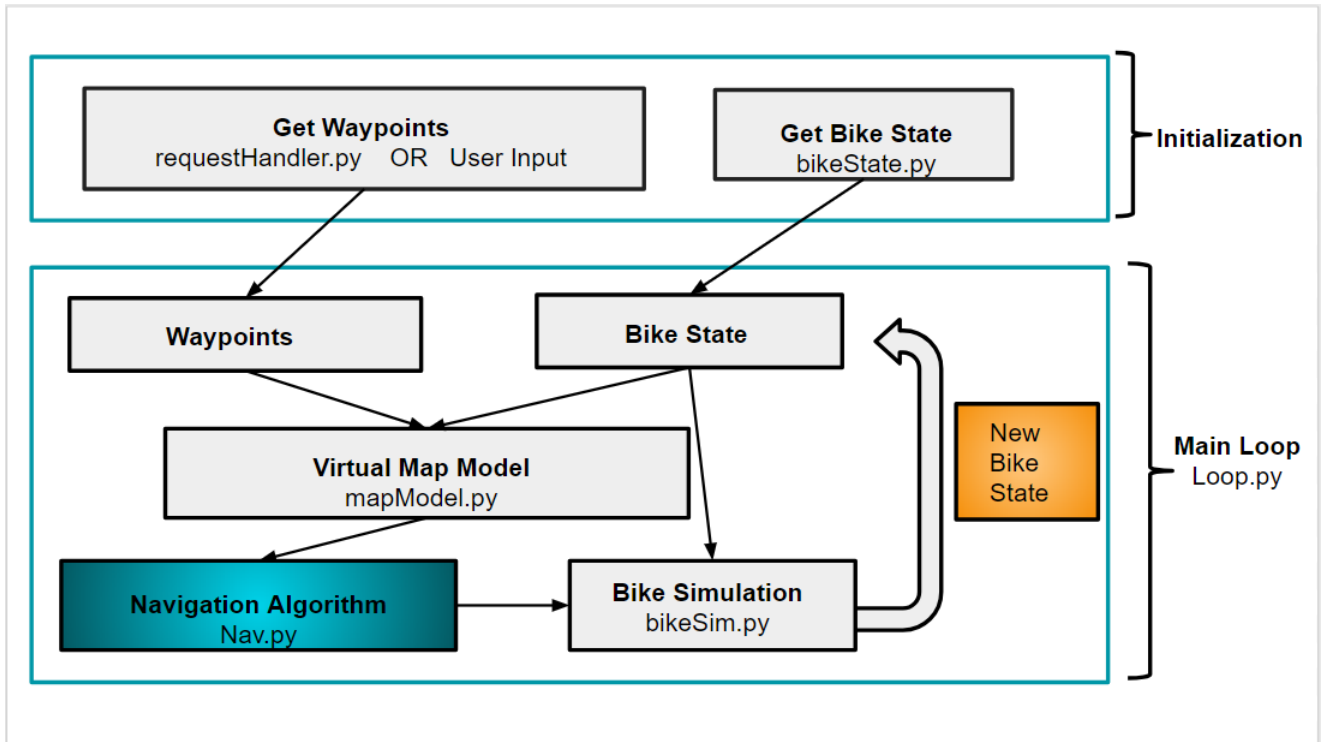 Get Waypoints
requestHandler.py OR User Input
Get Bike State
bikeState.py
Initialization
Waypoints
Bike State
Virtual Map Model
mapModel.py
New
Bike
State
Main Loop
Loop.py
Navigation Algorithm
Nav.py
Bike Simulation
bikeSim.py